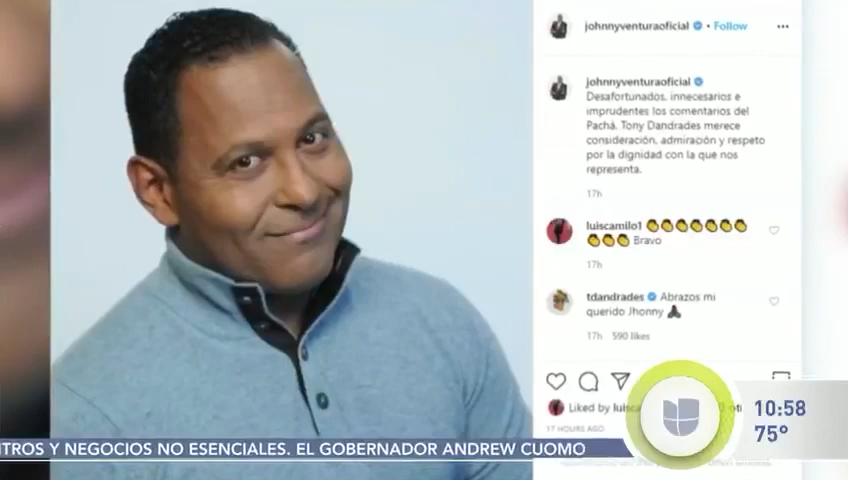 johnnyventuraoficial • Follow
johnnyventuraoficial
Desafortunados, innecesarios e
imprudentes los comentarios del
Pachá. Tony Dandrades merece
consideración, admiración y respeto
por la dignidad con la que nos
representa.
17h
luiscamilo1
Bravo
17h
tdandrades Abrazos mi
querido Jhonny
17h 590 likes
Liked by
17 HOURS AGO
10:58
75°
NTROS Y NEGOCIOS NO ESENCIALES. EL GOBERNADOR ANDREW CUOMO